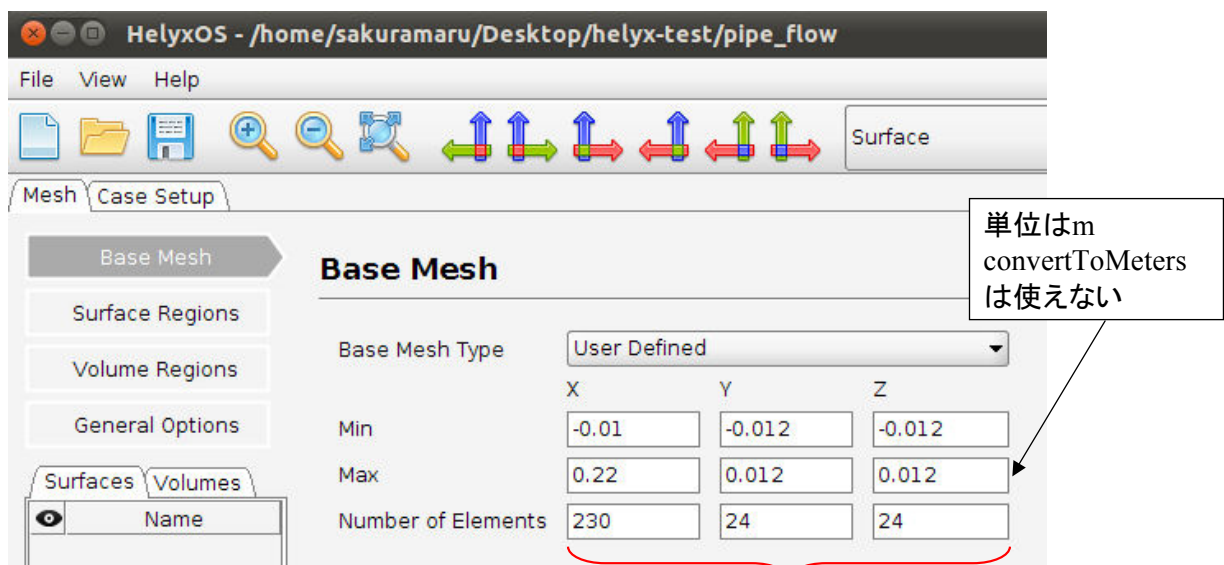 HelyxOS - /home/sakuramaru/Desktop/helyx-test/pipe_flow
File View Help
Surface
Mesh Case Setup
単位はm
convertToMeters
は使えない
Base Mesh
Surface Regions
Volume Regions
General Options
Surfaces Volumes
Name
Base Mesh
Base Mesh Type User Defined
X Y Z
Min -0.01 -0.012 -0.012
Max 0.22 0.012 0.012
Number of Elements 230 24 24